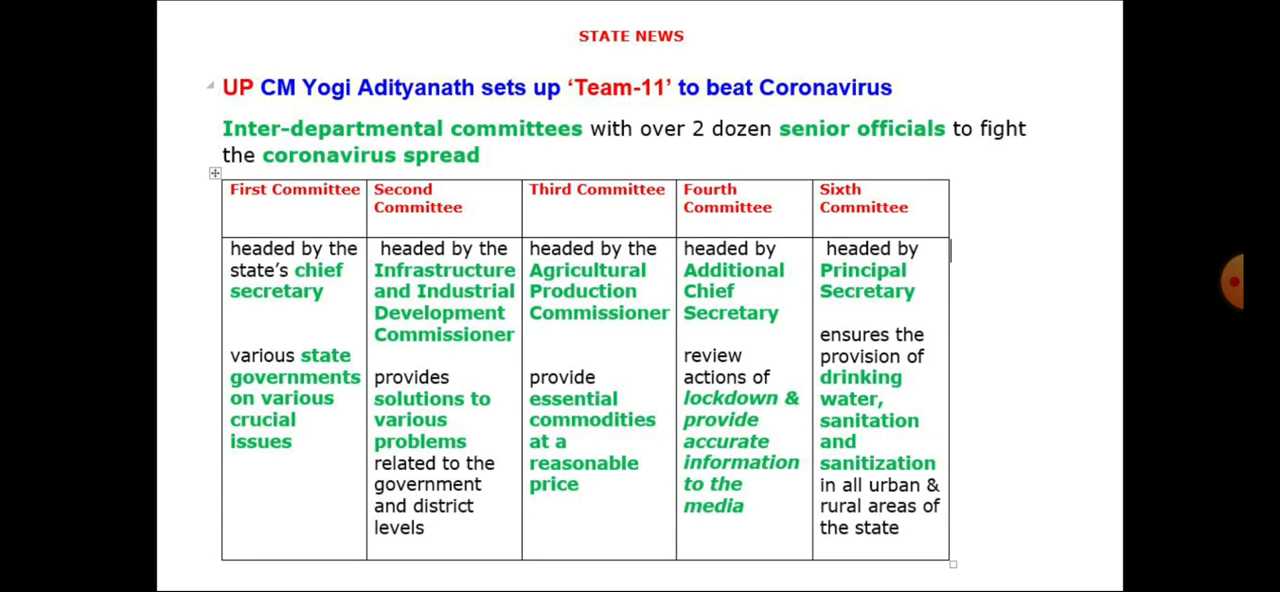 STATE NEWS
UP CM Yogi Adityanath sets up ‘Team-11’ to beat Coronavirus
Inter-departmental committees with over 2 dozen senior officials to fight
the coronavirus spread
First Committee
headed by the
state’s chief
secretary
various state
governments
on various
crucial
issues
Second
Committee
headed by the
Infrastructure
and Industrial
Development
Commissioner
provides
solutions to
various
problems
related to the
government
and district
levels
Third Committee
headed by the
Agricultural
Production
Commissioner
provide
essential
commodities
at a
reasonable
price
Fourth
Committee
headed by
Additional
Chief
Secretary
review
actions of
lockdown &
provide
accurate
information
to the
media
Sixth
Committee
headed by
Principal
Secretary
ensures the
provision of
drinking
water,
sanitation
and
sanitization
in all urban &
rural areas of
the state